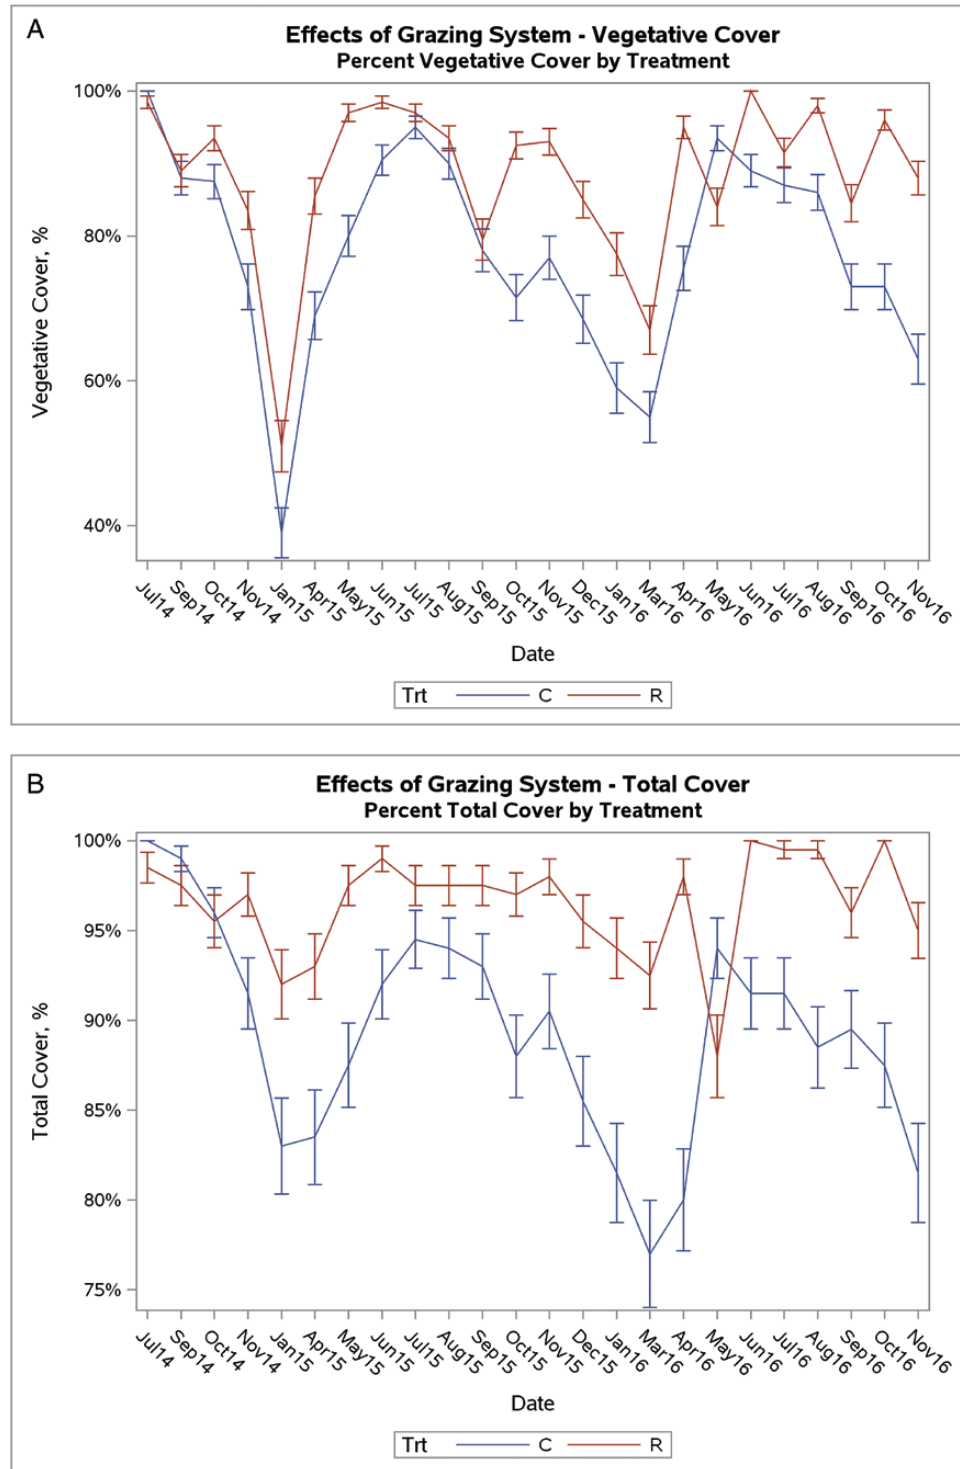 A
Effects of Grazing System - Vegetative Cover
Percent Vegetative Cover by Treatment
Vegetative Cover, %
100%
80%
60%
40%
Jul14 Sep14 Oct14 Nov14 Jan15 Apr15 May15 Jun15 Jul15 Aug15 Sep15 Oct15 Nov15 Dec15 Jan16 Mar16 Apr16 May16 Jun16 Jul16 Aug16 Sep16 Oct16 Nov16
Date
Trt C R
B
Effects of Grazing System - Total Cover
Percent Total Cover by Treatment
Total Cover, %
100%
95%
90%
85%
80%
75%
Jul14 Sep14 Oct14 Nov14 Jan15 Apr15 May15 Jun15 Jul15 Aug15 Sep15 Oct15 Nov15 Dec15 Jan16 Mar16 Apr16 May16 Jun16 Jul16 Aug16 Sep16 Oct16 Nov16
Date
Trt C R